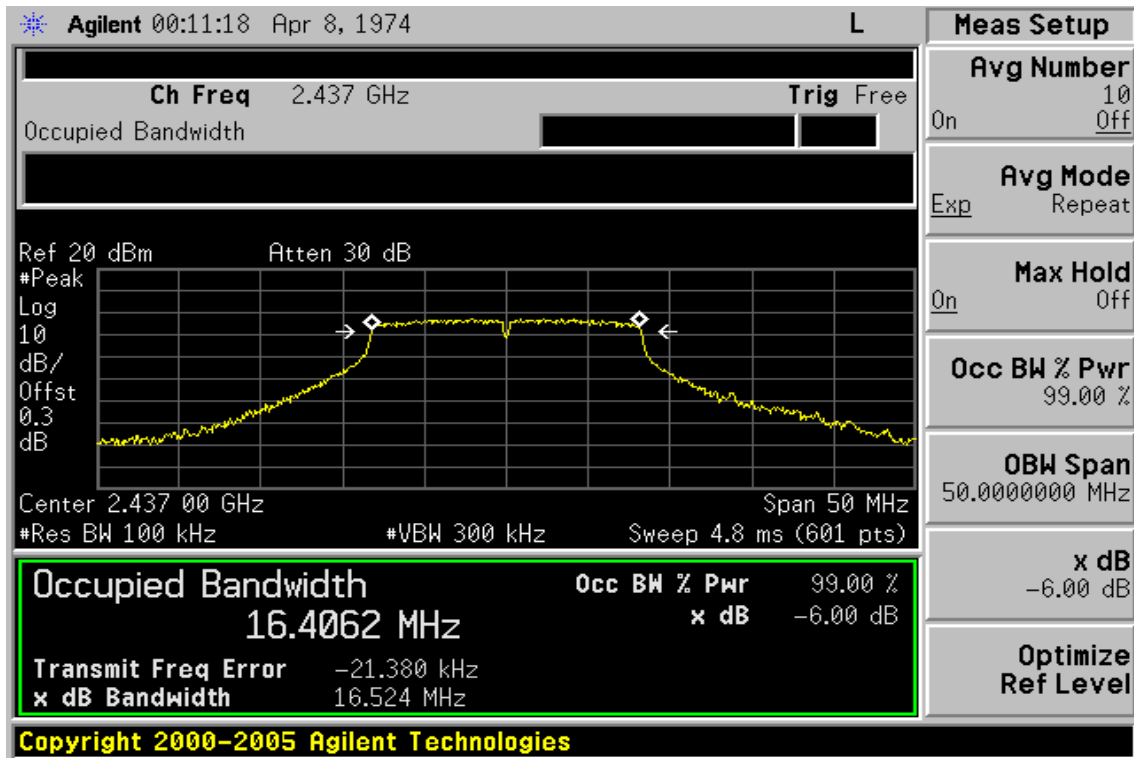 Agilent 00:11:18 Apr 8, 1974 L
Ch Freq 2.437 GHz Trig Free
Occupied Bandwidth
Ref 20 dBm Atten 30 dB
#Peak
Log
10
dB/
Offst
0.3
dB
Center 2.437 00 GHz Span 50 MHz
#Res BW 100 kHz #VBW 300 kHz Sweep 4.8 ms (601 pts)
Occupied Bandwidth Occ BW % Pwr 99.00 %
16.4062 MHz x dB -6.00 dB
Transmit Freq Error -21.380 kHz
x dB Bandwidth 16.524 MHz
Copyright 2000-2005 Agilent Technologies
Meas Setup
Avg Number
10
On Off
Avg Mode
Exp Repeat
Max Hold
On Off
Occ BW % Pwr
99.00 %
OBW Span
50.0000000 MHz
x dB
-6.00 dB
Optimize
Ref Level